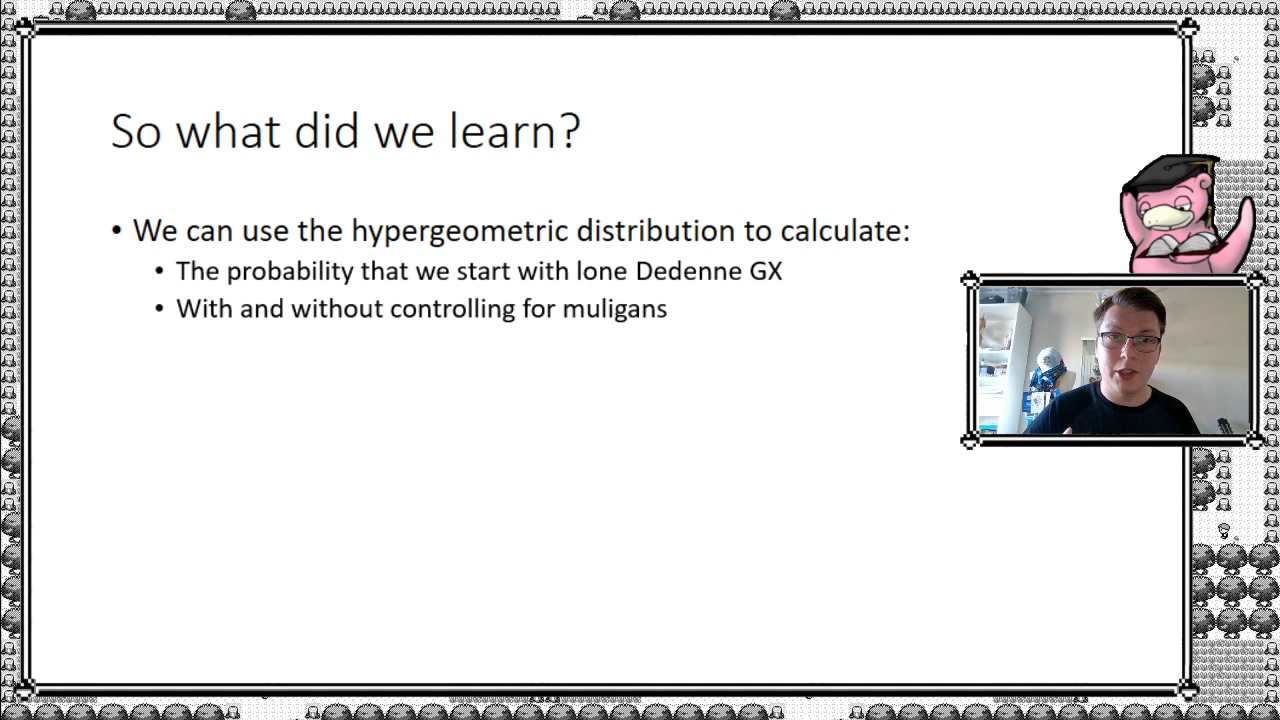 So what did we learn?
• We can use the hypergeometric distribution to calculate:
• The probability that we start with lone Dedenne GX
• With and without controlling for muligans